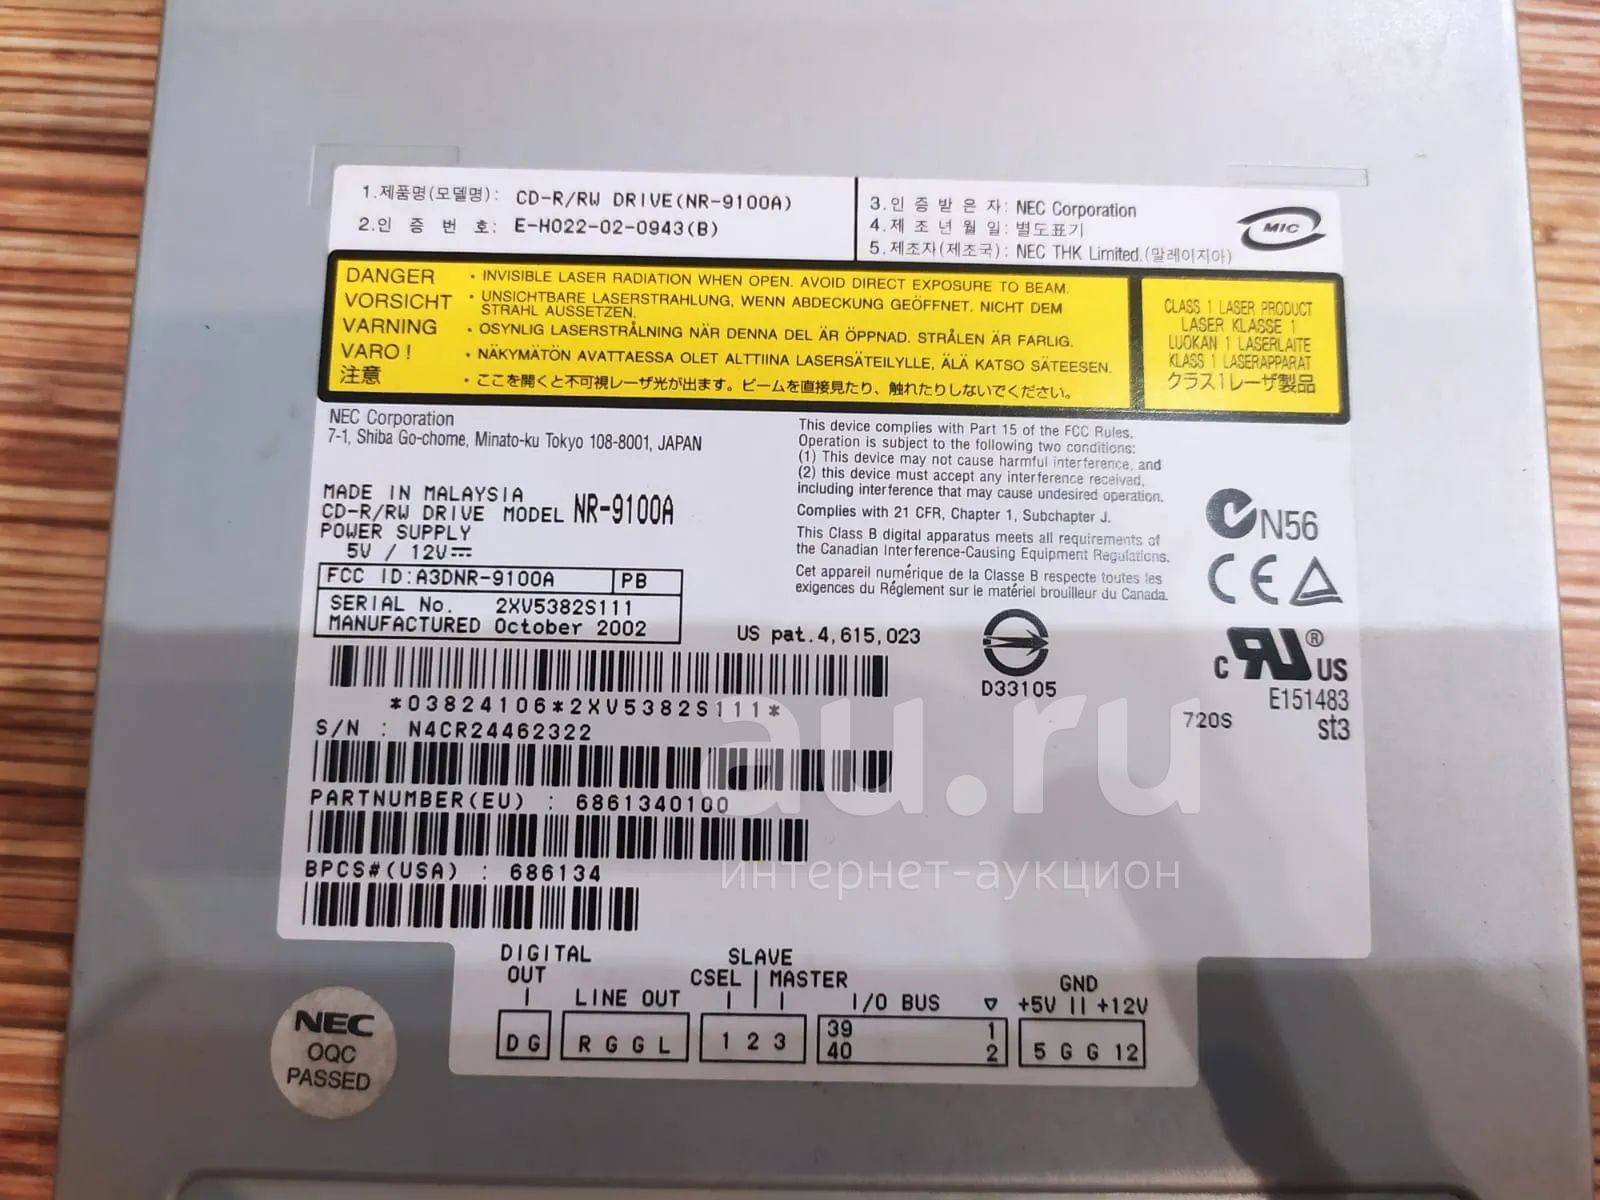 1.제품명(모델명): CD-R/RW DRIVE(NR-9100A)
2.인 증 번 호: E-H022-02-0943(B)
3.인 증 받 은 자: NEC Corporation
4.제 조 년 월 일: 별도표기
5.제조자(제조국): NEC THK Limited.(말레이지아)
MIC
DANGER • INVISIBLE LASER RADIATION WHEN OPEN. AVOID DIRECT EXPOSURE TO BEAM.
VORSICHT • UNSICHTBARE LASERSTRAHLUNG, WENN ABDECKUNG GEÖFFNET. NICHT DEM
STRAHL AUSSETZEN.
VARNING • OSYNLIG LASERSTRÅLNING NÄR DENNA DEL ÄR ÖPPNAD. STRÅLEN ÄR FARLIG.
VARO! • NÄKYMÄTÖN AVATTAESSA OLET ALTTIINA LASERSÄTEILYLLE, ÄLÄ KATSO SÄTEESEN.
注意 • ここを開くと不可視レーザ光が出ます。ビームを直接見たり、触れたりしないでください。
CLASS 1 LASER PRODUCT
LASER KLASSE 1
LUOKAN 1 LASERLAITE
KLASS 1 LASERAPPARAT
クラス1レーザ製品
NEC Corporation
7-1, Shiba Go-chome, Minato-ku Tokyo 108-8001, JAPAN
MADE IN MALAYSIA
CD-R/RW DRIVE MODEL NR-9100A
POWER SUPPLY
5V / 12V⎓
FCC ID:A3DNR-9100A PB
SERIAL No. 2XV5382S111
MANUFACTURED October 2002
This device complies with Part 15 of the FCC Rules.
Operation is subject to the following two conditions:
(1) This device may not cause harmful interference, and
(2) this device must accept any interference received,
including interference that may cause undesired operation.
Complies with 21 CFR, Chapter 1, Subchapter J.
This Class B digital apparatus meets all requirements of
the Canadian Interference-Causing Equipment Regulations.
Cet appareil numérique de la Classe B respecte toutes les
exigences du Réglement sur le matériel brouilleur du Canada.
N56
CE
US pat.4,615,023
D33105
c RU ® US
E151483
720S
st3
*03824106*2XV5382S111*
S/N : N4CR24462322
PARTNUMBER(EU) : 6861340100
BPCS#(USA) : 686134
au.ru
интернет-аукцион
DIGITAL
OUT
LINE OUT
SLAVE
CSEL | MASTER
I/O BUS
GND
+5V || +12V
D G
R G G L
1 2 3
39 1
40 2
5 G G 12
NEC
OQC
PASSED